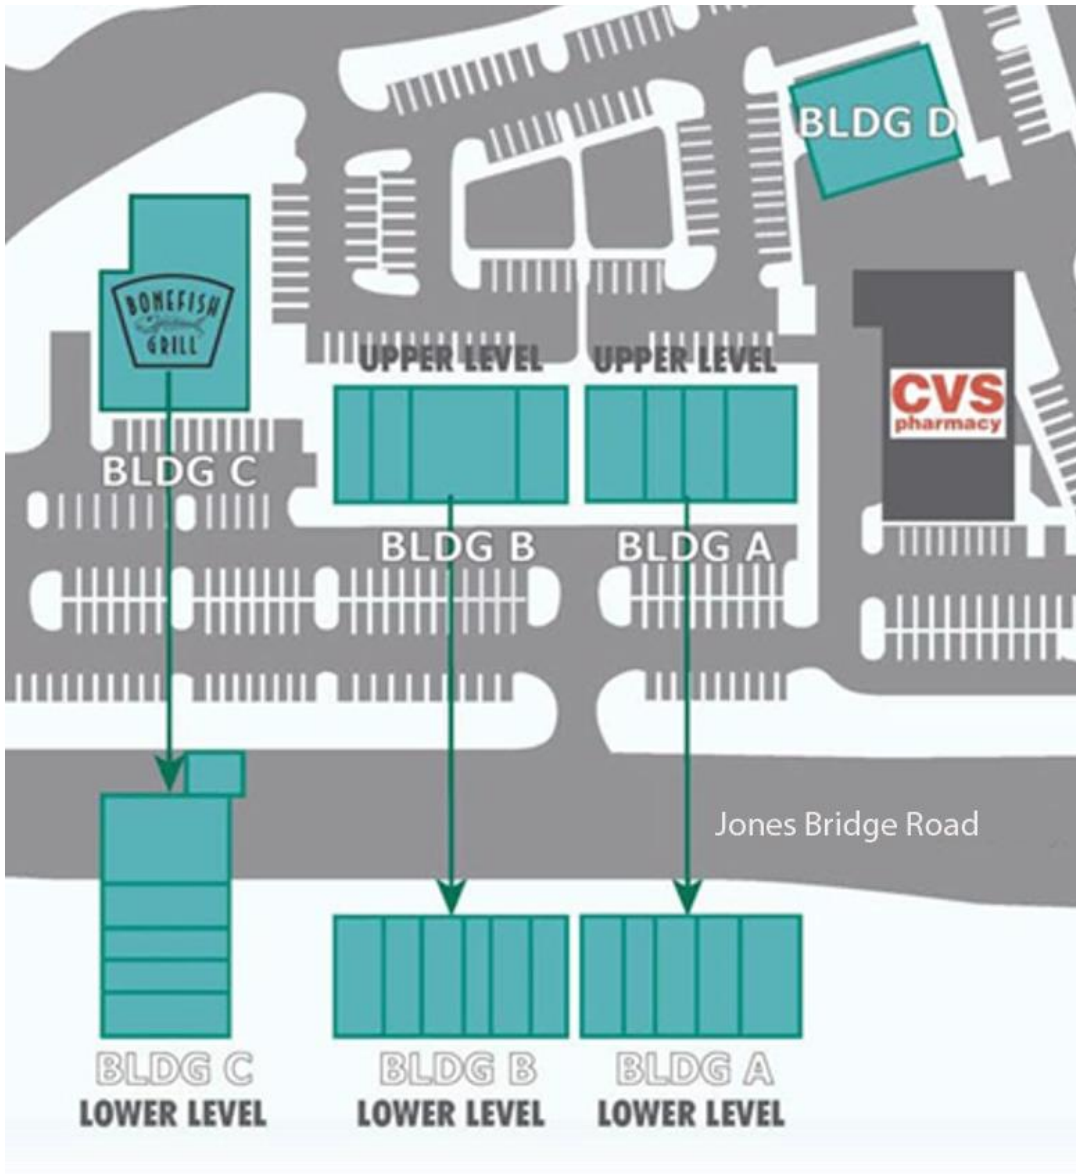 BLDG D
BONEFISH
GRILL
UPPER LEVEL
UPPER LEVEL
CVS
pharmacy
BLDG C
BLDG B
BLDG A
Jones Bridge Road
BLDG C
LOWER LEVEL
BLDG B
LOWER LEVEL
BLDG A
LOWER LEVEL